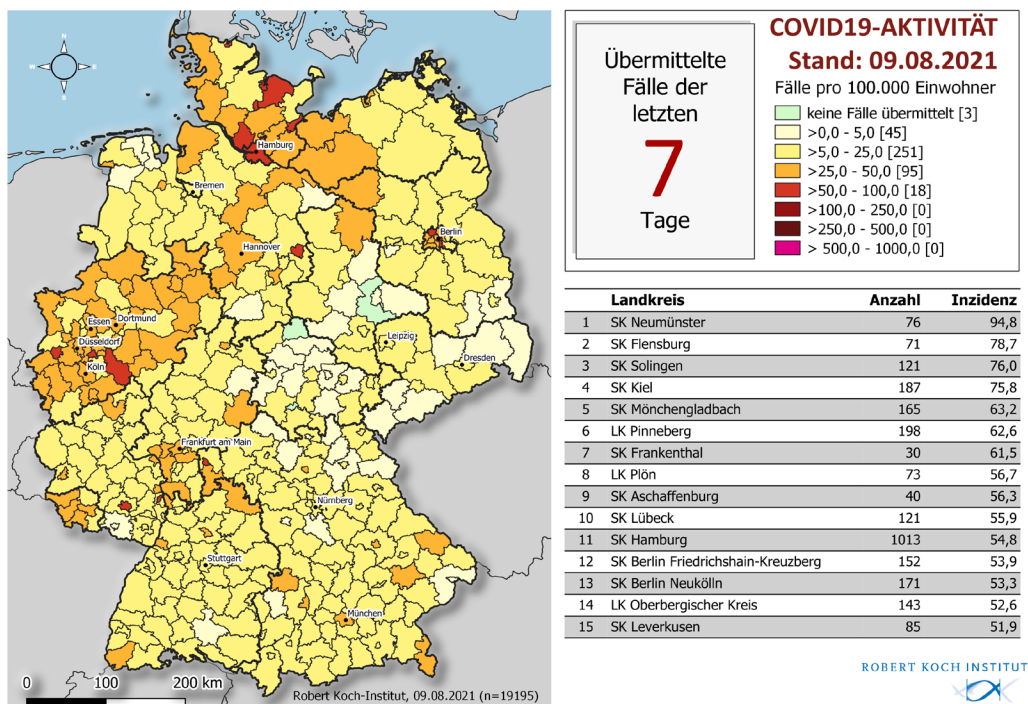 N
W
E
S
Hamburg
Bremen
Berlin
Hannover
Essen
Dortmund
Düsseldorf
Köln
Leipzig
Dresden
Frankfurt am Main
Nürnberg
Stuttgart
München
0 100 200 km
Robert Koch-Institut, 09.08.2021 (n=19195)
Übermittelte
Fälle der
letzten
7
Tage
COVID19-AKTIVITÄT
Stand: 09.08.2021
Fälle pro 100.000 Einwohner
keine Fälle übermittelt [3]
>0,0 - 5,0 [45]
>5,0 - 25,0 [251]
>25,0 - 50,0 [95]
>50,0 - 100,0 [18]
>100,0 - 250,0 [0]
>250,0 - 500,0 [0]
> 500,0 - 1000,0 [0]
Landkreis Anzahl Inzidenz
1 SK Neumünster 76 94,8
2 SK Flensburg 71 78,7
3 SK Solingen 121 76,0
4 SK Kiel 187 75,8
5 SK Mönchengladbach 165 63,2
6 LK Pinneberg 198 62,6
7 SK Frankenthal 30 61,5
8 LK Plön 73 56,7
9 SK Aschaffenburg 40 56,3
10 SK Lübeck 121 55,9
11 SK Hamburg 1013 54,8
12 SK Berlin Friedrichshain-Kreuzberg 152 53,9
13 SK Berlin Neukölln 171 53,3
14 LK Oberbergischer Kreis 143 52,6
15 SK Leverkusen 85 51,9
ROBERT KOCH INSTITUT